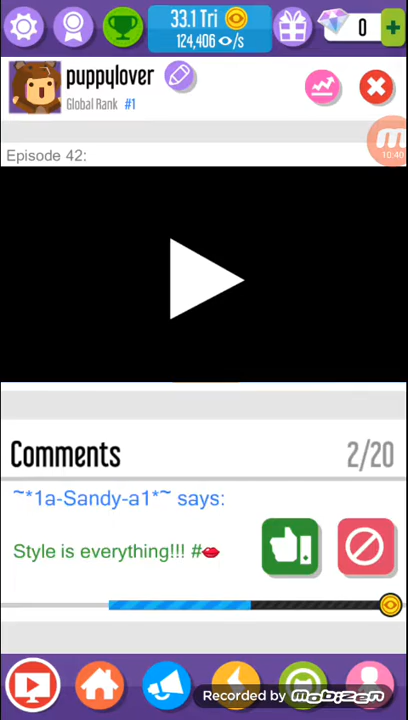 33.1 Tri
124,406 /s
0
puppylover
Global Rank #1
Episode 42:
10:40
Comments 2/20
~*1a-Sandy-a1*~ says:
Style is everything!!! #
Recorded by mobizen